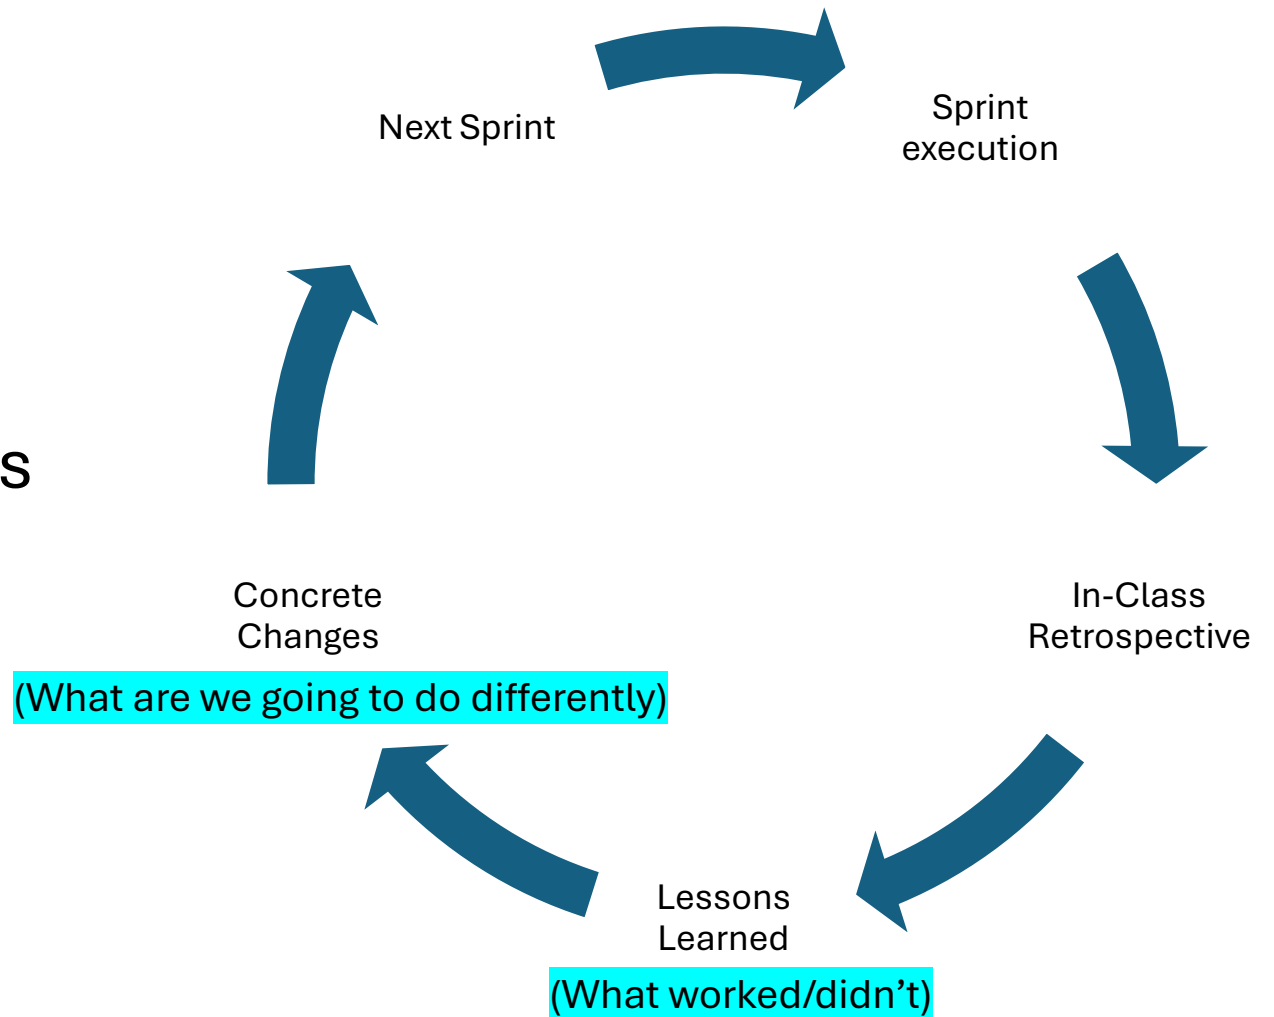 Next Sprint
Sprint
execution
s
In-Class
Retrospective
Lessons
Learned
(What worked/didn’t)
Concrete
Changes
(What are we going to do differently)